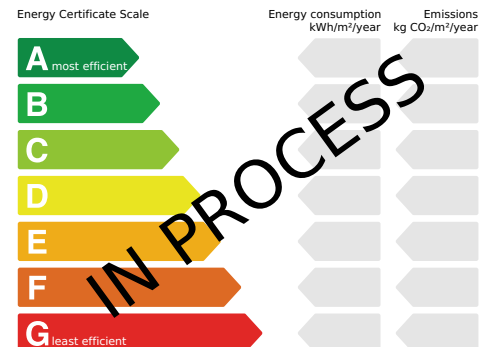 Energy Certificate Scale
Energy consumption
kWh/m²/year
Emissions
kg CO₂/m²/year
A most efficient
B
C
D
E
F
G least efficient
IN PROCESS